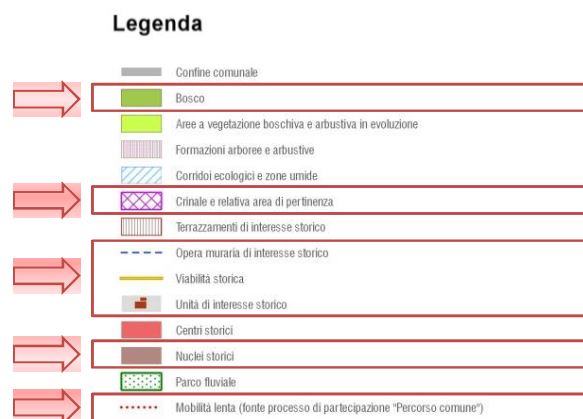 Legenda
Confine comunale
Bosco
Aree a vegetazione boschiva e arbustiva in evoluzione
Formazioni arboree e arbustive
Corridoi ecologici e zone umide
Crinale e relativa area di pertinenza
Terrazzamenti di interesse storico
Opera muraria di interesse storico
Viabilità storica
Unità di interesse storico
Centri storici
Nuclei storici
Parco fluviale
Mobilità lenta (fonte processo di partecipazione "Percorso comune")